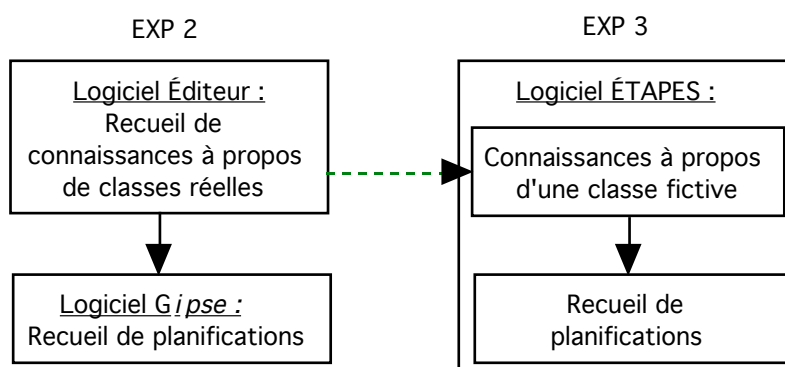 EXP 2
Logiciel Éditeur :
Recueil de
connaissances à propos
de classes réelles
Logiciel Gipse :
Recueil de planifications
EXP 3
Logiciel ÉTAPES :
Connaissances à propos
d'une classe fictive
Recueil de
planifications